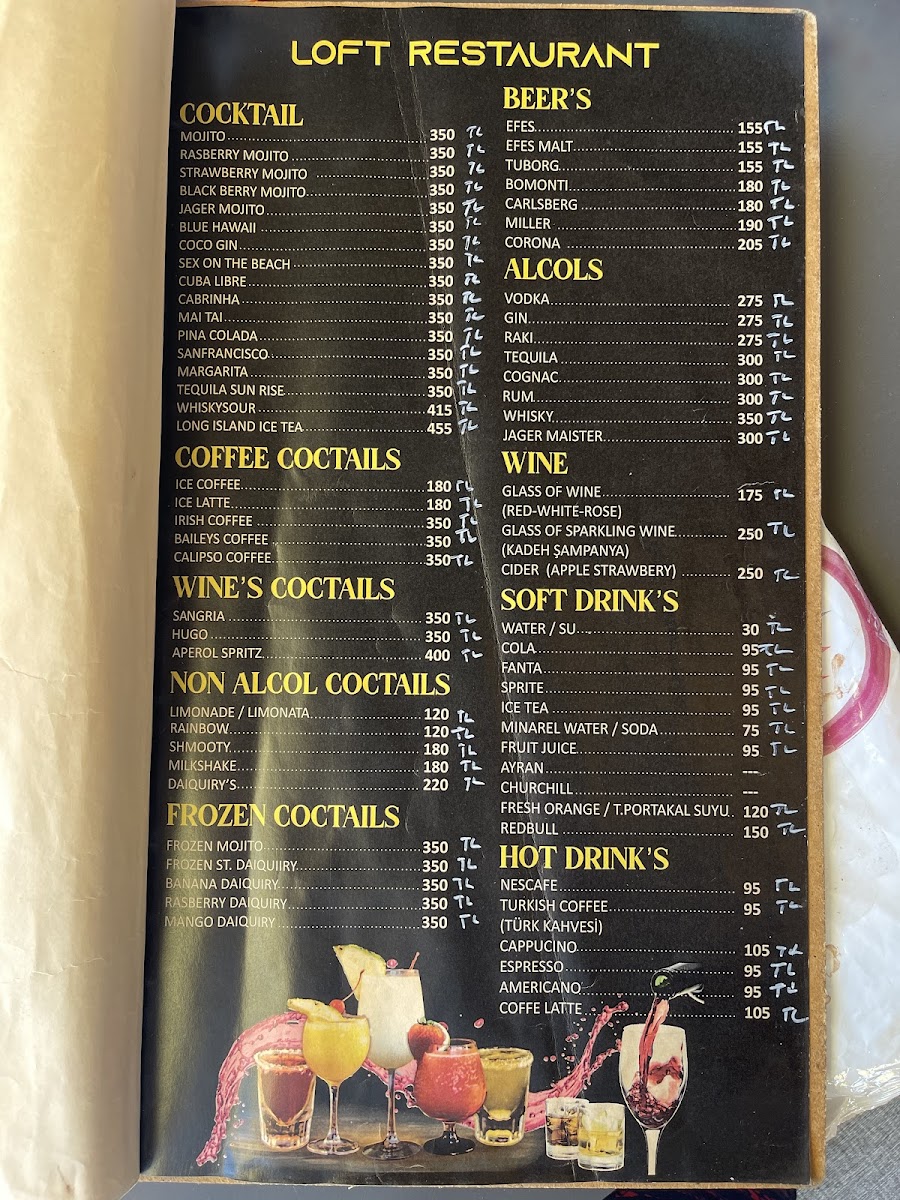 LOFT RESTAURANT
COCKTAIL
MOJITO 350 TL
RASBERRY MOJITO 350 TL
STRAWBERRY MOJITO 350 TL
BLACK BERRY MOJITO 350 TL
JAGER MOJITO 350 TL
BLUE HAWAII 350 TL
COCO GIN 350 TL
SEX ON THE BEACH 350 TL
CUBA LIBRE 350 TL
CABRINHA 350 TL
MAI TAI 350 TL
PINA COLADA 350 TL
SANFRANCISCO 350 TL
MARGARITA 350 TL
TEQUILA SUN RISE 350 TL
WHISKYSOUR 415 TL
LONG ISLAND ICE TEA 455 TL
COFFEE COCTAILS
ICE COFFEE 180 TL
ICE LATTE 180 TL
IRISH COFFEE 350 TL
BAILEYS COFFEE 350 TL
CALIPSO COFFEE 350 TL
WINE'S COCTAILS
SANGRIA 350 TL
HUGO 350 TL
APEROL SPRITZ 400 TL
NON ALCOL COCTAILS
LIMONADE / LIMONATA 120 TL
RAINBOW 120 TL
SHMOOTY 180 TL
MILKSHAKE 180 TL
DAIQUIRY'S 220 TL
FROZEN COCTAILS
FROZEN MOJITO 350 TL
FROZEN ST. DAIQUIIRY 350 TL
BANANA DAIQUIRY 350 TL
RASBERRY DAIQUIRY 350 TL
MANGO DAIQUIRY 350 TL
BEER'S
EFES 155 TL
EFES MALT 155 TL
TUBORG 155 TL
BOMONTI 180 TL
CARLSBERG 180 TL
MILLER 190 TL
CORONA 205 TL
ALCOLS
VODKA 275 TL
GIN 275 TL
RAKI 275 TL
TEQUILA 300 TL
COGNAC 300 TL
RUM 300 TL
WHISKY 350 TL
JAGER MAISTER 300 TL
WINE
GLASS OF WINE 175 TL
(RED-WHITE-ROSE)
GLASS OF SPARKLING WINE 250 TL
(KADEH ŞAMPANYA)
CIDER (APPLE STRAWBERY) 250 TL
SOFT DRINK'S
WATER / SU 30 TL
COLA 95 TL
FANTA 95 TL
SPRITE 95 TL
ICE TEA 95 TL
MINAREL WATER / SODA 75 TL
FRUIT JUICE 95 TL
AYRAN ---
CHURCHILL ---
FRESH ORANGE / T.PORTAKAL SUYU 120 TL
REDBULL 150 TL
HOT DRINK'S
NESCAFE 95 TL
TURKISH COFFEE 95 TL
(TÜRK KAHVESİ)
CAPPUCİNO 105 TL
ESPRESSO 95 TL
AMERICANO 95 TL
COFFE LATTE 105 TL